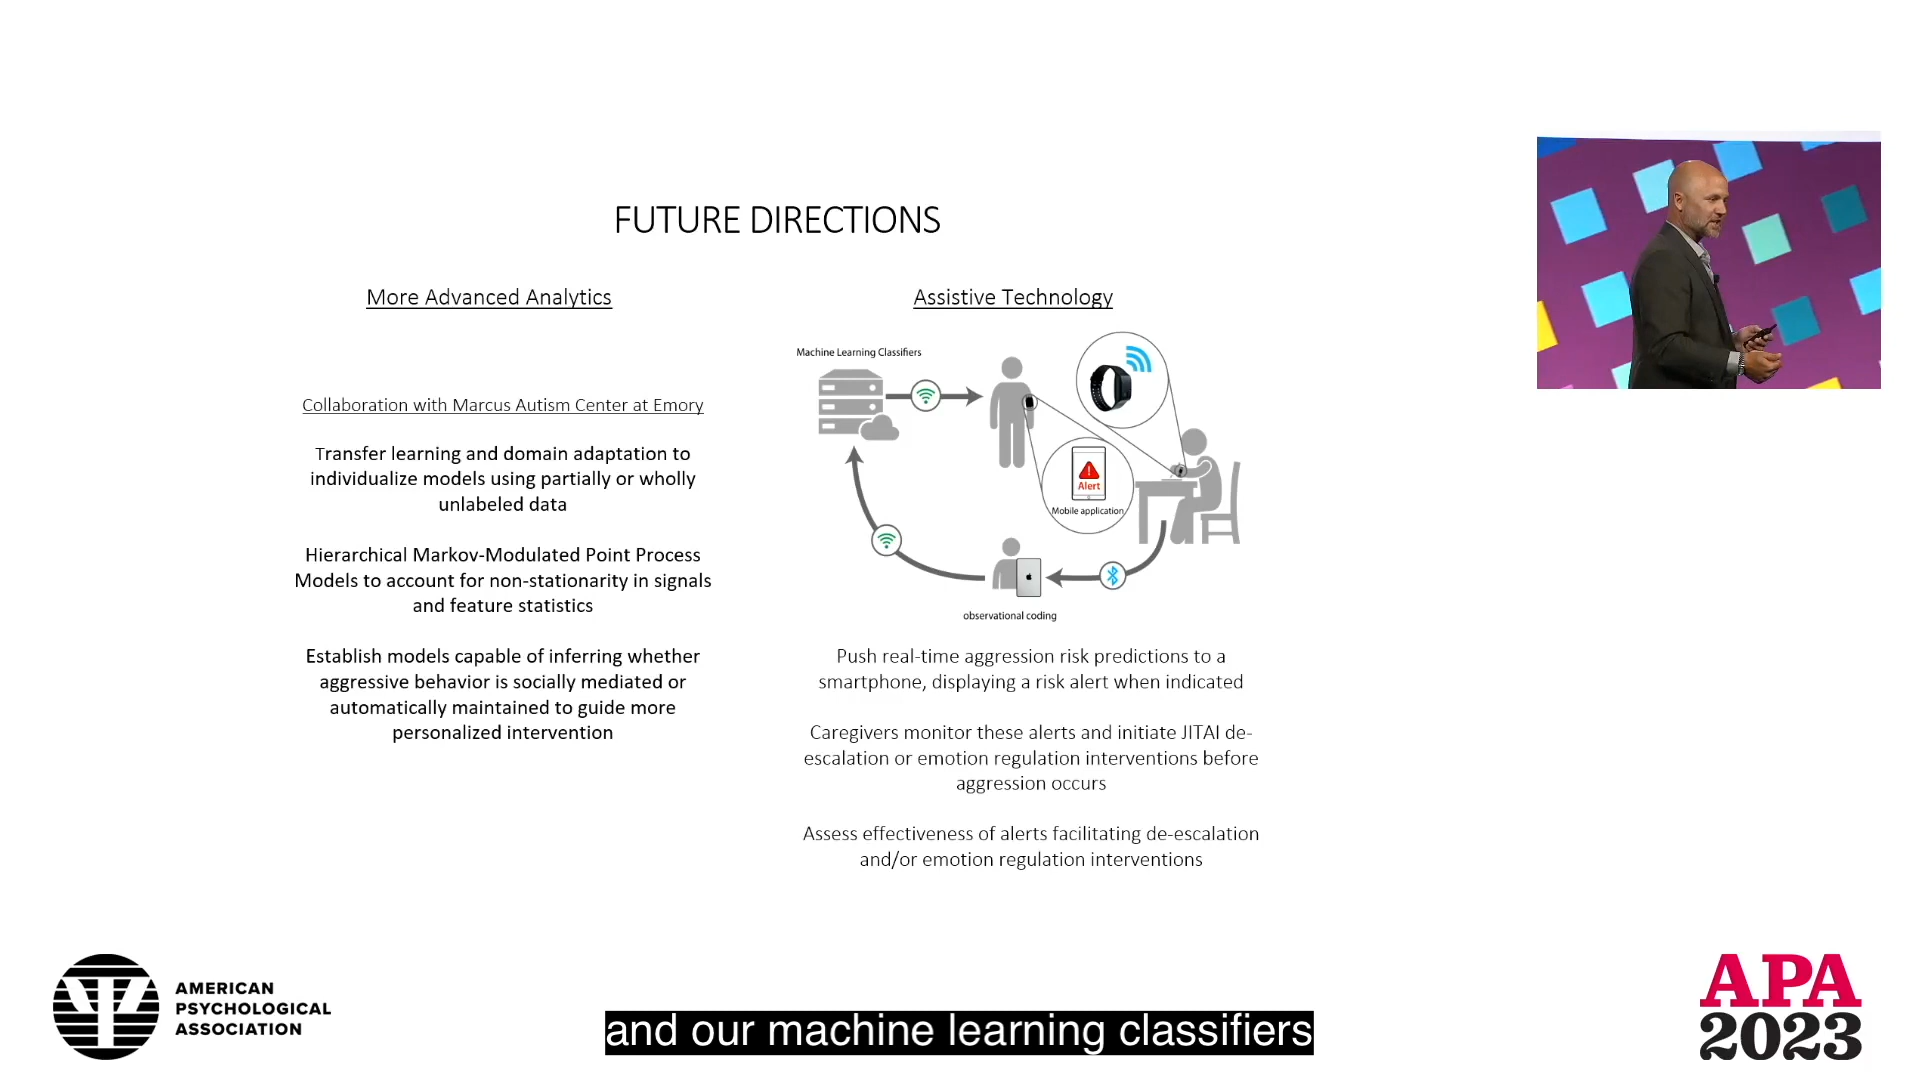 FUTURE DIRECTIONS
More Advanced Analytics
Collaboration with Marcus Autism Center at Emory
Transfer learning and domain adaptation to
individualize models using partially or wholly
unlabeled data
Hierarchical Markov-Modulated Point Process
Models to account for non-stationarity in signals
and feature statistics
Establish models capable of inferring whether
aggressive behavior is socially mediated or
automatically maintained to guide more
personalized intervention
Assistive Technology
Machine Learning Classifiers
Alert
Mobile application
observational coding
Push real-time aggression risk predictions to a
smartphone, displaying a risk alert when indicated
Caregivers monitor these alerts and initiate JITAI de-
escalation or emotion regulation interventions before
aggression occurs
Assess effectiveness of alerts facilitating de-escalation
and/or emotion regulation interventions
AMERICAN
PSYCHOLOGICAL
ASSOCIATION
and our machine learning classifiers
APA
2023